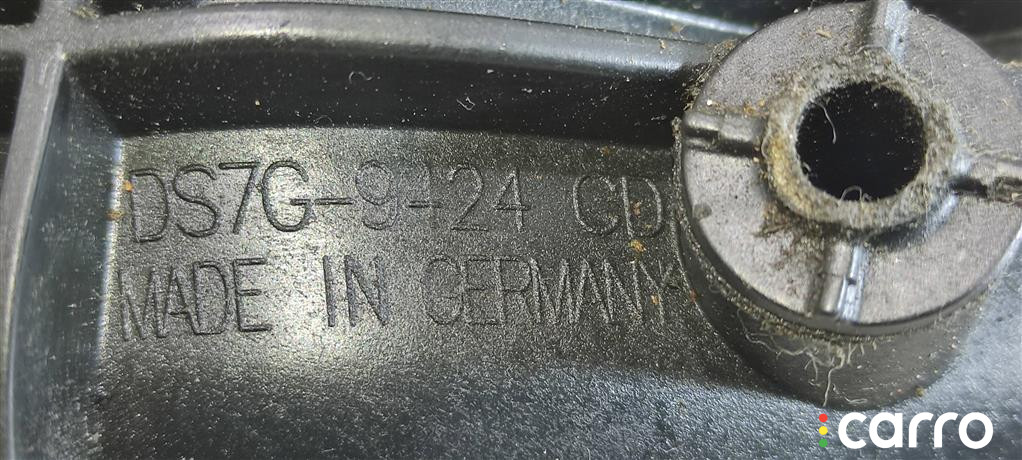 DS7G-9424 CD
MADE IN GERMANY
carro